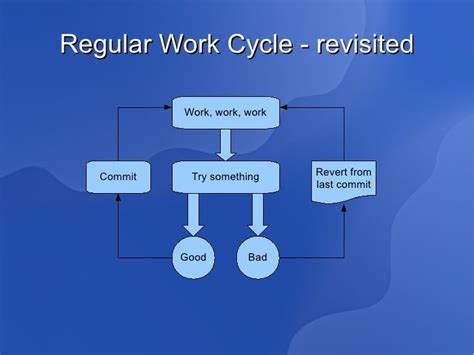 Regular Work Cycle - revisited
Work, work, work
Commit
Try something
Revert from
last commit
Good
Bad